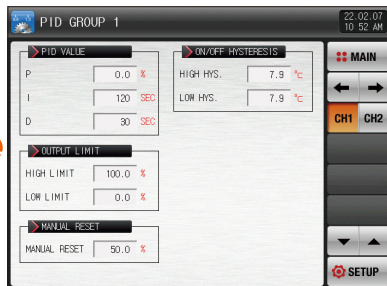 PID GROUP 1
22.02.07
10 52 AM
PID VALUE
P 0.0 %
I 120 SEC
D 30 SEC
OUTPUT LIMIT
HIGH LIMIT 100.0 %
LOW LIMIT 0.0 %
MANUAL RESET
MANUAL RESET 50.0 %
ON/OFF HYSTERESIS
HIGH HYS. 7.9 ℃
LOW HYS. 7.9 ℃
MAIN
CH1 CH2
SETUP